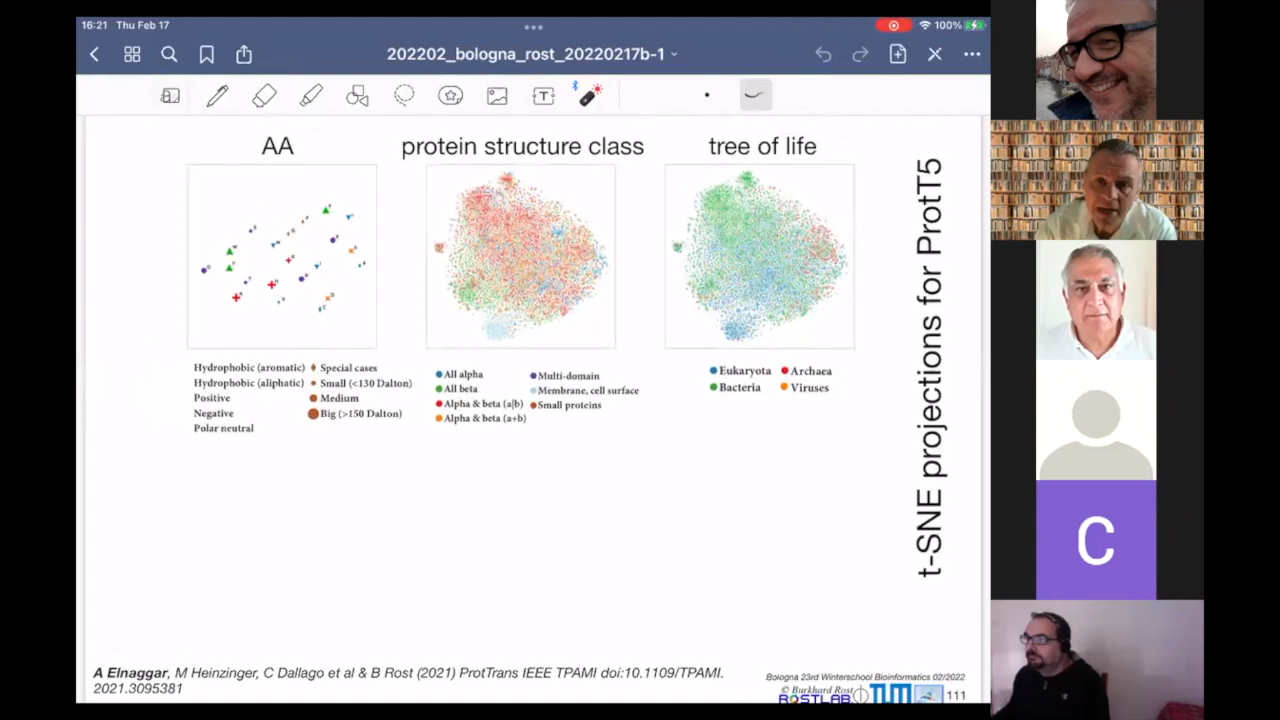 16:21 Thu Feb 17
100%
202202_bologna_rost_20220217b-1
T
AA
protein structure class
tree of life
t-SNE projections for ProtT5
Hydrophobic (aromatic)
Hydrophobic (aliphatic)
Positive
Negative
Polar neutral
Special cases
Small (<130 Dalton)
Medium
Big (>150 Dalton)
All alpha
All beta
Alpha & beta (a|b)
Alpha & beta (a+b)
Multi-domain
Membrane, cell surface
Small proteins
Eukaryota
Bacteria
Archaea
Viruses
A Elnaggar, M Heinzinger, C Dallago et al & B Rost (2021) ProtTrans IEEE TPAMI doi:10.1109/TPAMI.
2021.3095381
Bologna 23rd Winterschool Bioinformatics 02/2022
© Burkhard Rost
ROSTLAB
TUM
111
C